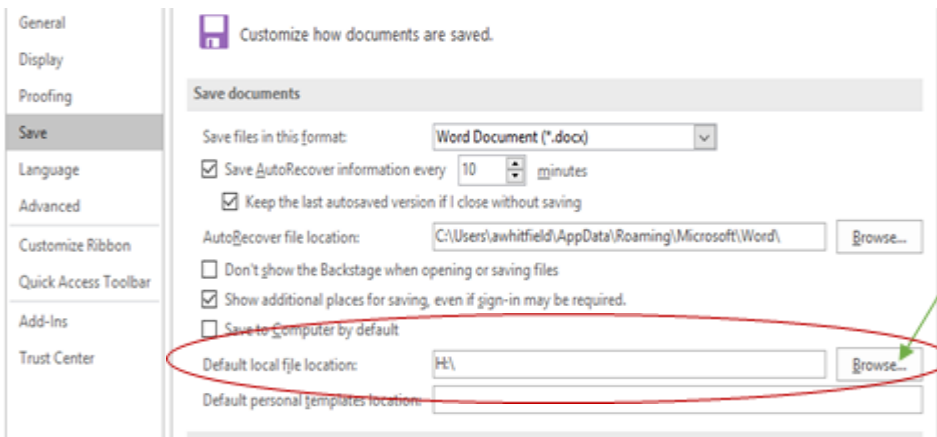 General
Display
Proofing
Save
Language
Advanced
Customize Ribbon
Quick Access Toolbar
Add-Ins
Trust Center
Customize how documents are saved.
Save documents
Save files in this format: Word Document (*.docx)
Save AutoRecover information every 10 minutes
Keep the last autosaved version if I close without saving
AutoRecover file location: C:\Users\awhitfield\AppData\Roaming\Microsoft\Word\ Browse...
Don't show the Backstage when opening or saving files
Show additional places for saving, even if sign-in may be required.
Save to Computer by default
Default local file location: H:\ Browse...
Default personal templates location: